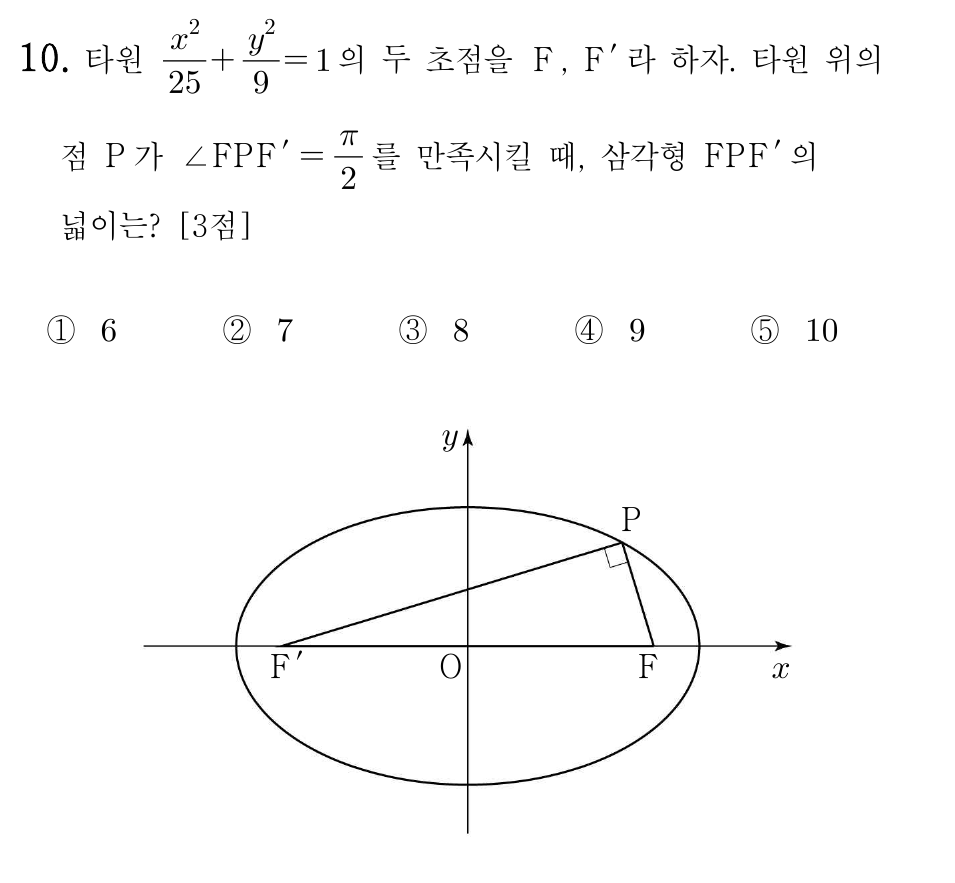 10. 타원 x²/25 + y²/9 = 1의 두 초점을 F, F′라 하자. 타원 위의
점 P가 ∠FPF′ = π/2 를 만족시킬 때, 삼각형 FPF′의
넓이는? [3점]
① 6 ② 7 ③ 8 ④ 9 ⑤ 10
y
P
F′ O F x